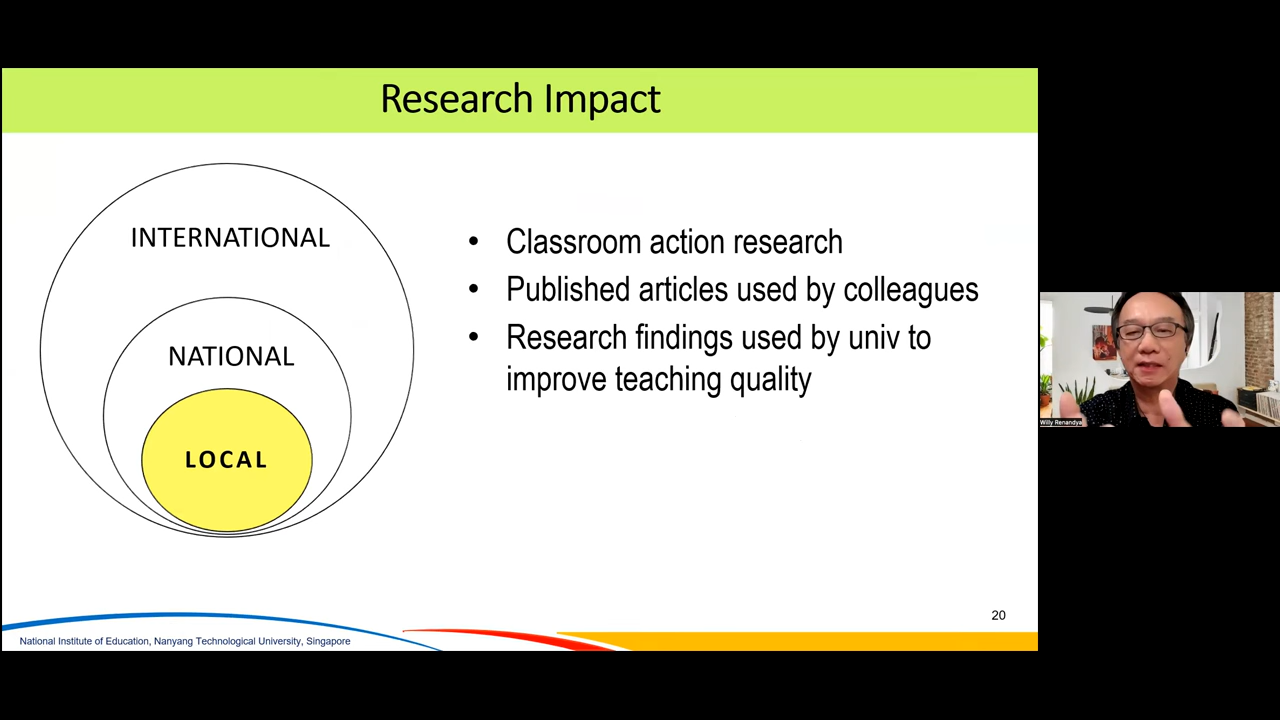 Research Impact
INTERNATIONAL
NATIONAL
LOCAL
• Classroom action research
• Published articles used by colleagues
• Research findings used by univ to
improve teaching quality
20
National Institute of Education, Nanyang Technological University, Singapore
Willy Renandya